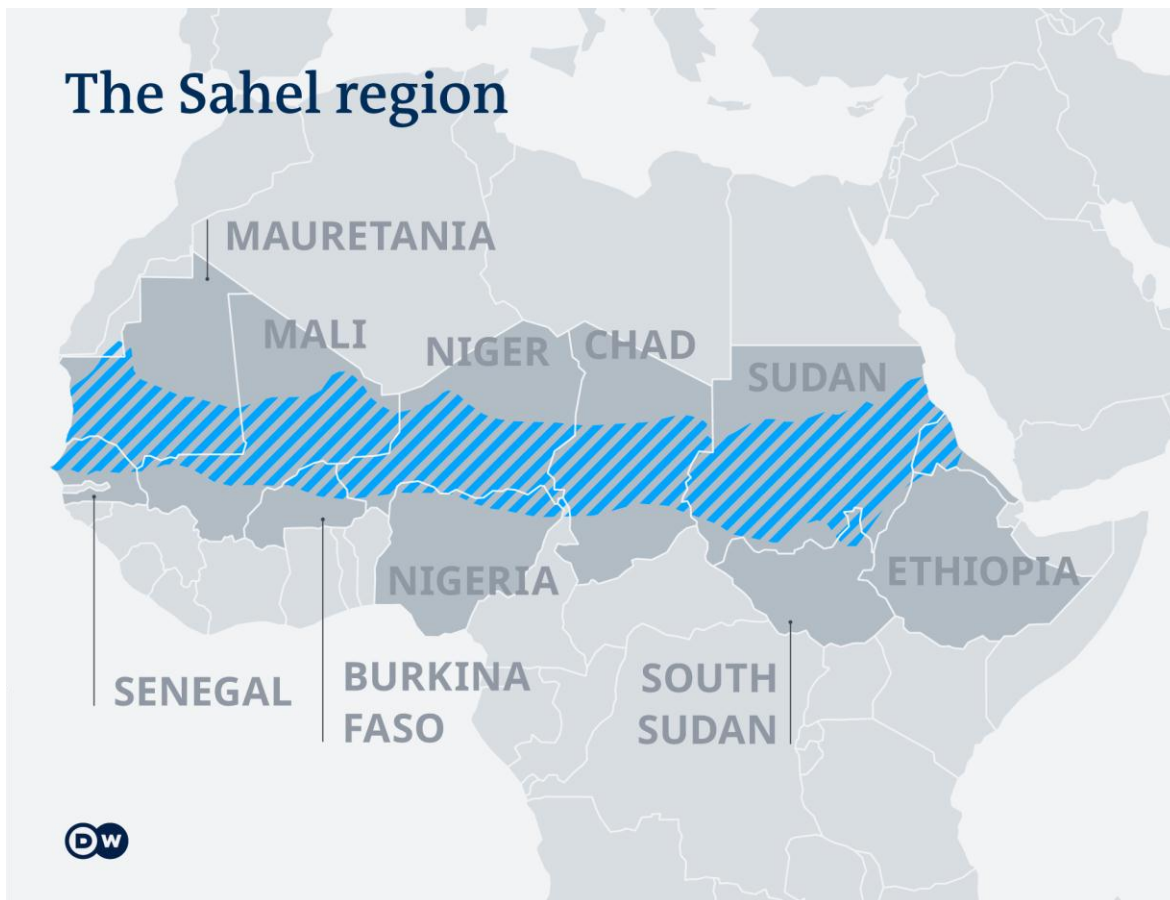 The Sahel region
MAURETANIA
MALI
NIGER
CHAD
SUDAN
NIGERIA
ETHIOPIA
SENEGAL
BURKINA
FASO
SOUTH
SUDAN
DW